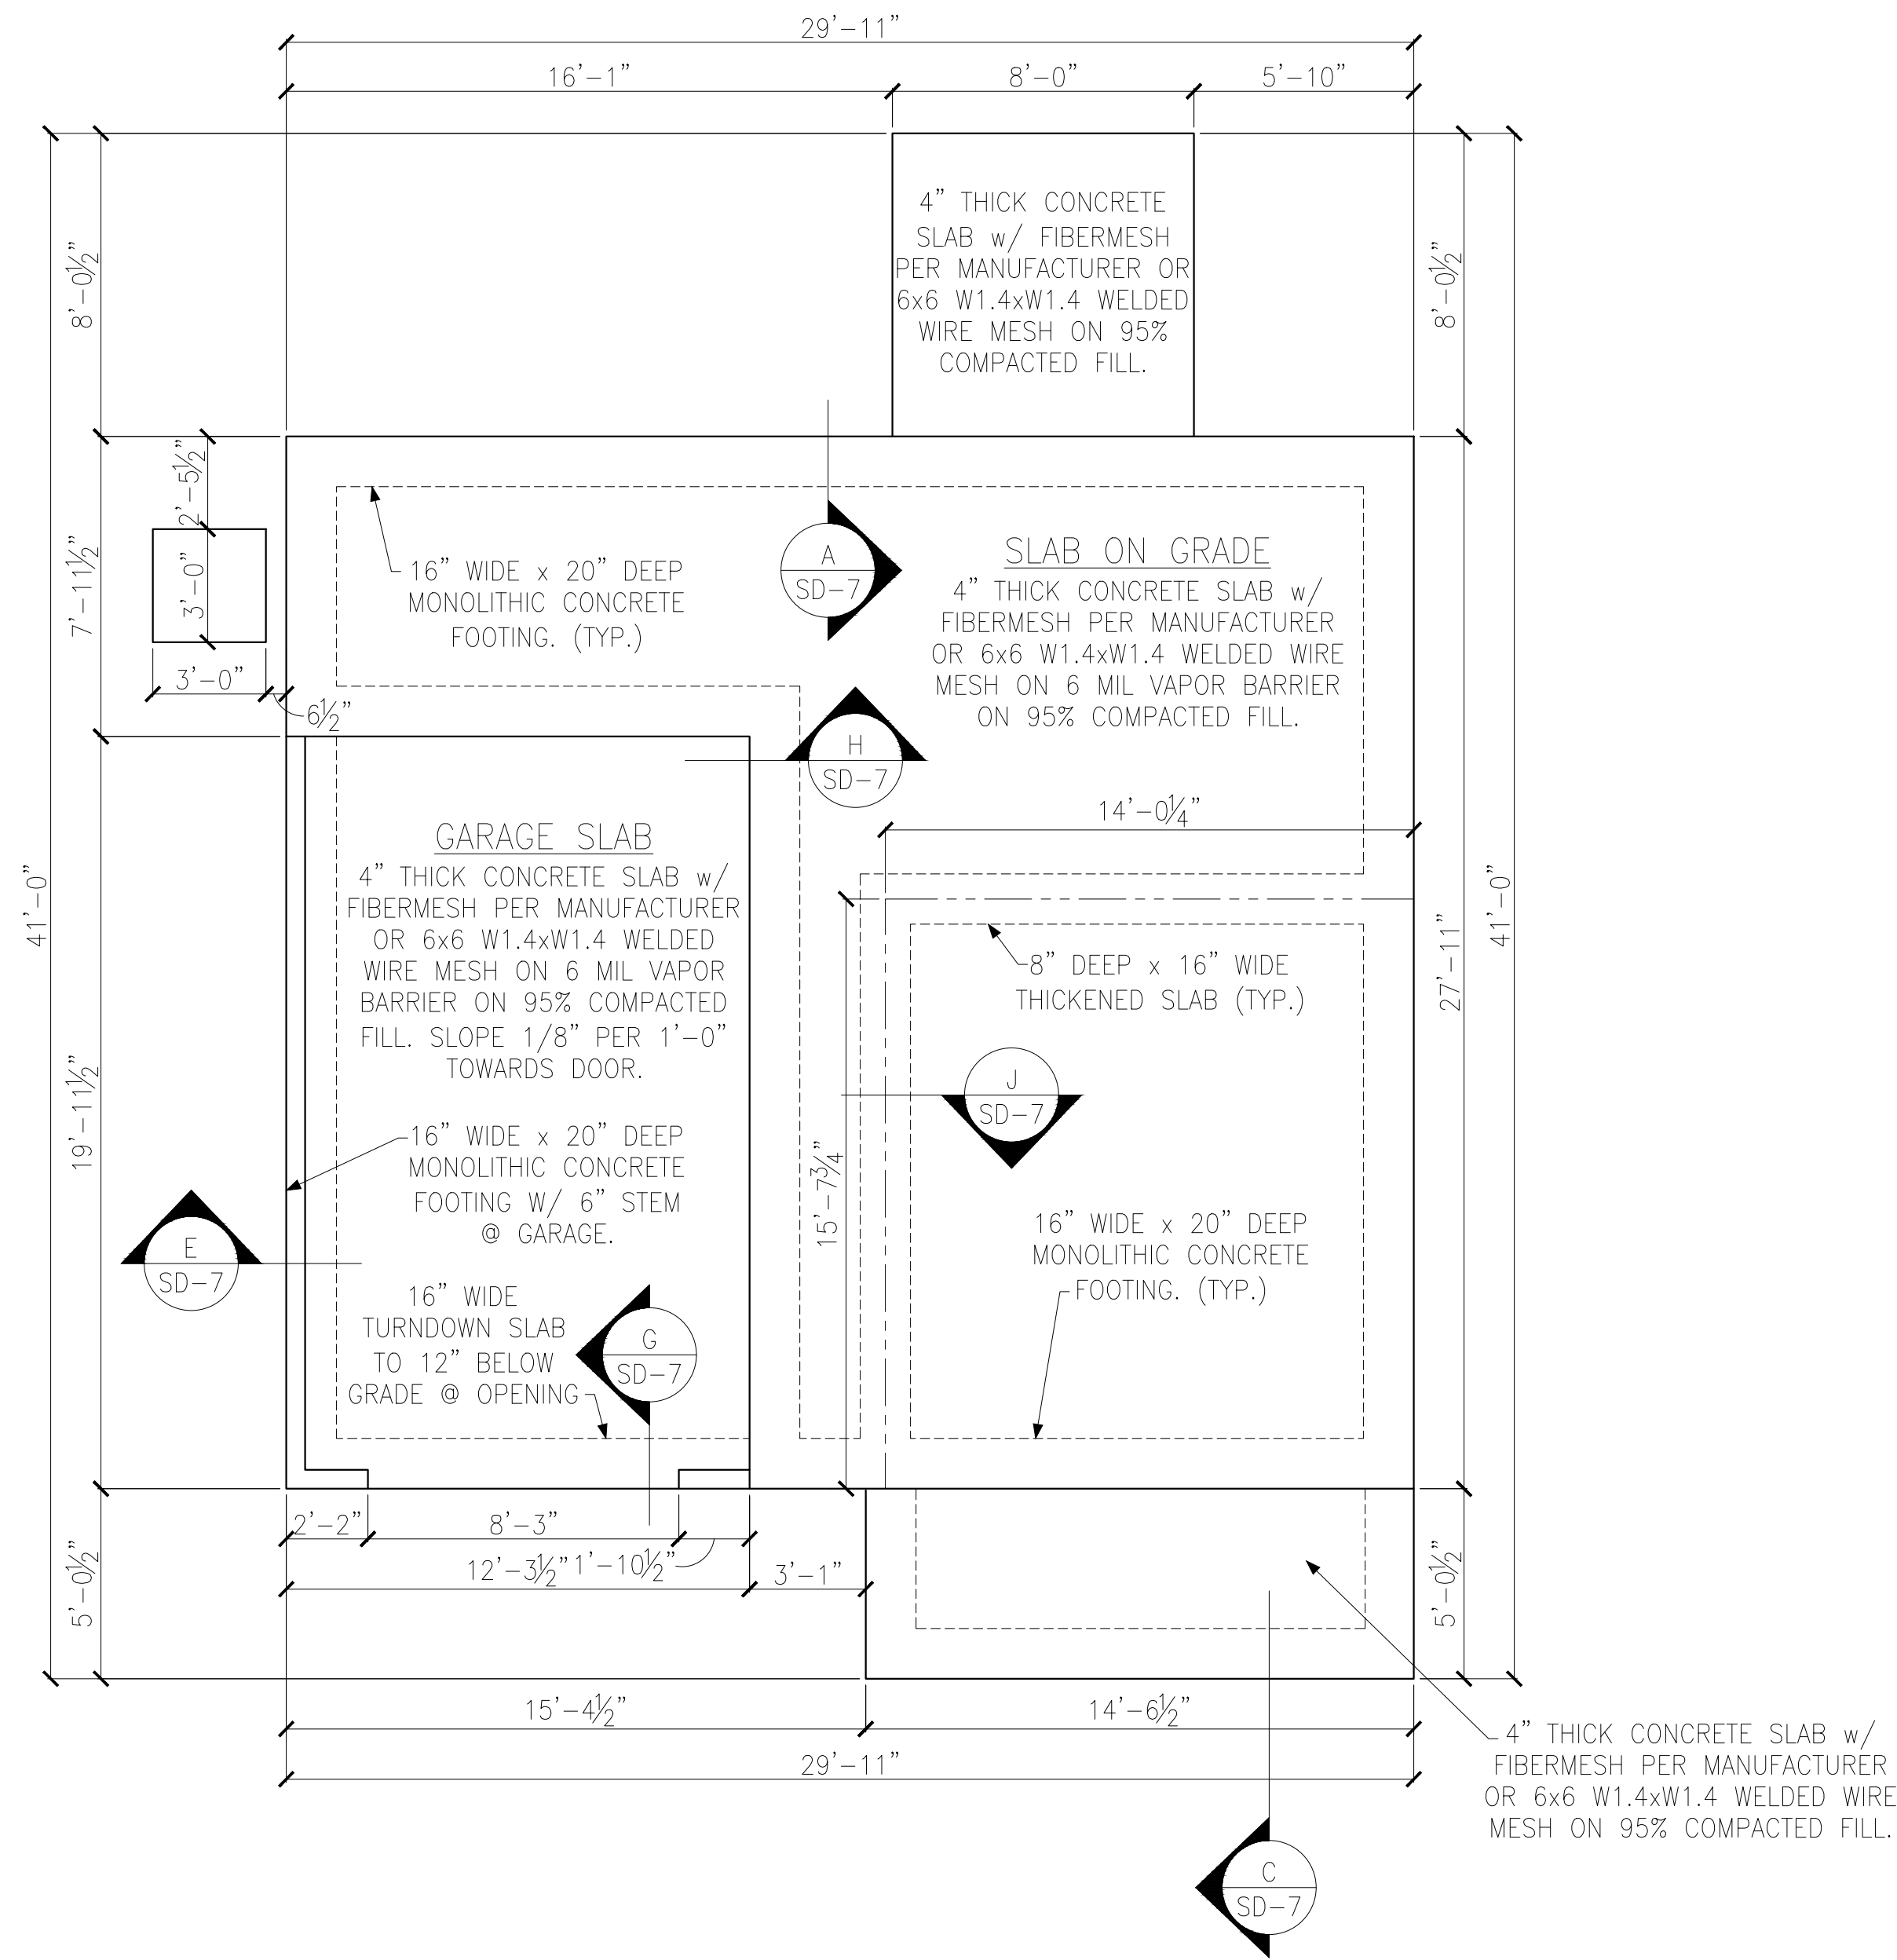 29'-11"
16'-1"
8'-0"
5'-10"
4" THICK CONCRETE
SLAB w/ FIBERMESH
PER MANUFACTURER OR
6x6 W1.4xW1.4 WELDED
WIRE MESH ON 95%
COMPACTED FILL.
8'-0½"
8'-0½"
2'-5½"
3'-0"
3'-0"
6½"
7'-11½"
16" WIDE x 20" DEEP
MONOLITHIC CONCRETE
FOOTING. (TYP.)
A
SD-7
SLAB ON GRADE
4" THICK CONCRETE SLAB w/
FIBERMESH PER MANUFACTURER
OR 6x6 W1.4xW1.4 WELDED WIRE
MESH ON 6 MIL VAPOR BARRIER
ON 95% COMPACTED FILL.
H
SD-7
14'-0¼"
GARAGE SLAB
4" THICK CONCRETE SLAB w/
FIBERMESH PER MANUFACTURER
OR 6x6 W1.4xW1.4 WELDED
WIRE MESH ON 6 MIL VAPOR
BARRIER ON 95% COMPACTED
FILL. SLOPE 1/8" PER 1'-0"
TOWARDS DOOR.
41'-0"
41'-0"
27'-11"
8" DEEP x 16" WIDE
THICKENED SLAB (TYP.)
J
SD-7
19'-11½"
16" WIDE x 20" DEEP
MONOLITHIC CONCRETE
FOOTING W/ 6" STEM
@ GARAGE.
15'-7¾"
E
SD-7
16" WIDE x 20" DEEP
MONOLITHIC CONCRETE
FOOTING. (TYP.)
16" WIDE
TURNDOWN SLAB
TO 12" BELOW
GRADE @ OPENING
G
SD-7
2'-2"
8'-3"
1'-10½"
12'-3½"
3'-1"
5'-0½"
5'-0½"
15'-4½"
14'-6½"
29'-11"
4" THICK CONCRETE SLAB w/
FIBERMESH PER MANUFACTURER
OR 6x6 W1.4xW1.4 WELDED WIRE
MESH ON 95% COMPACTED FILL.
C
SD-7